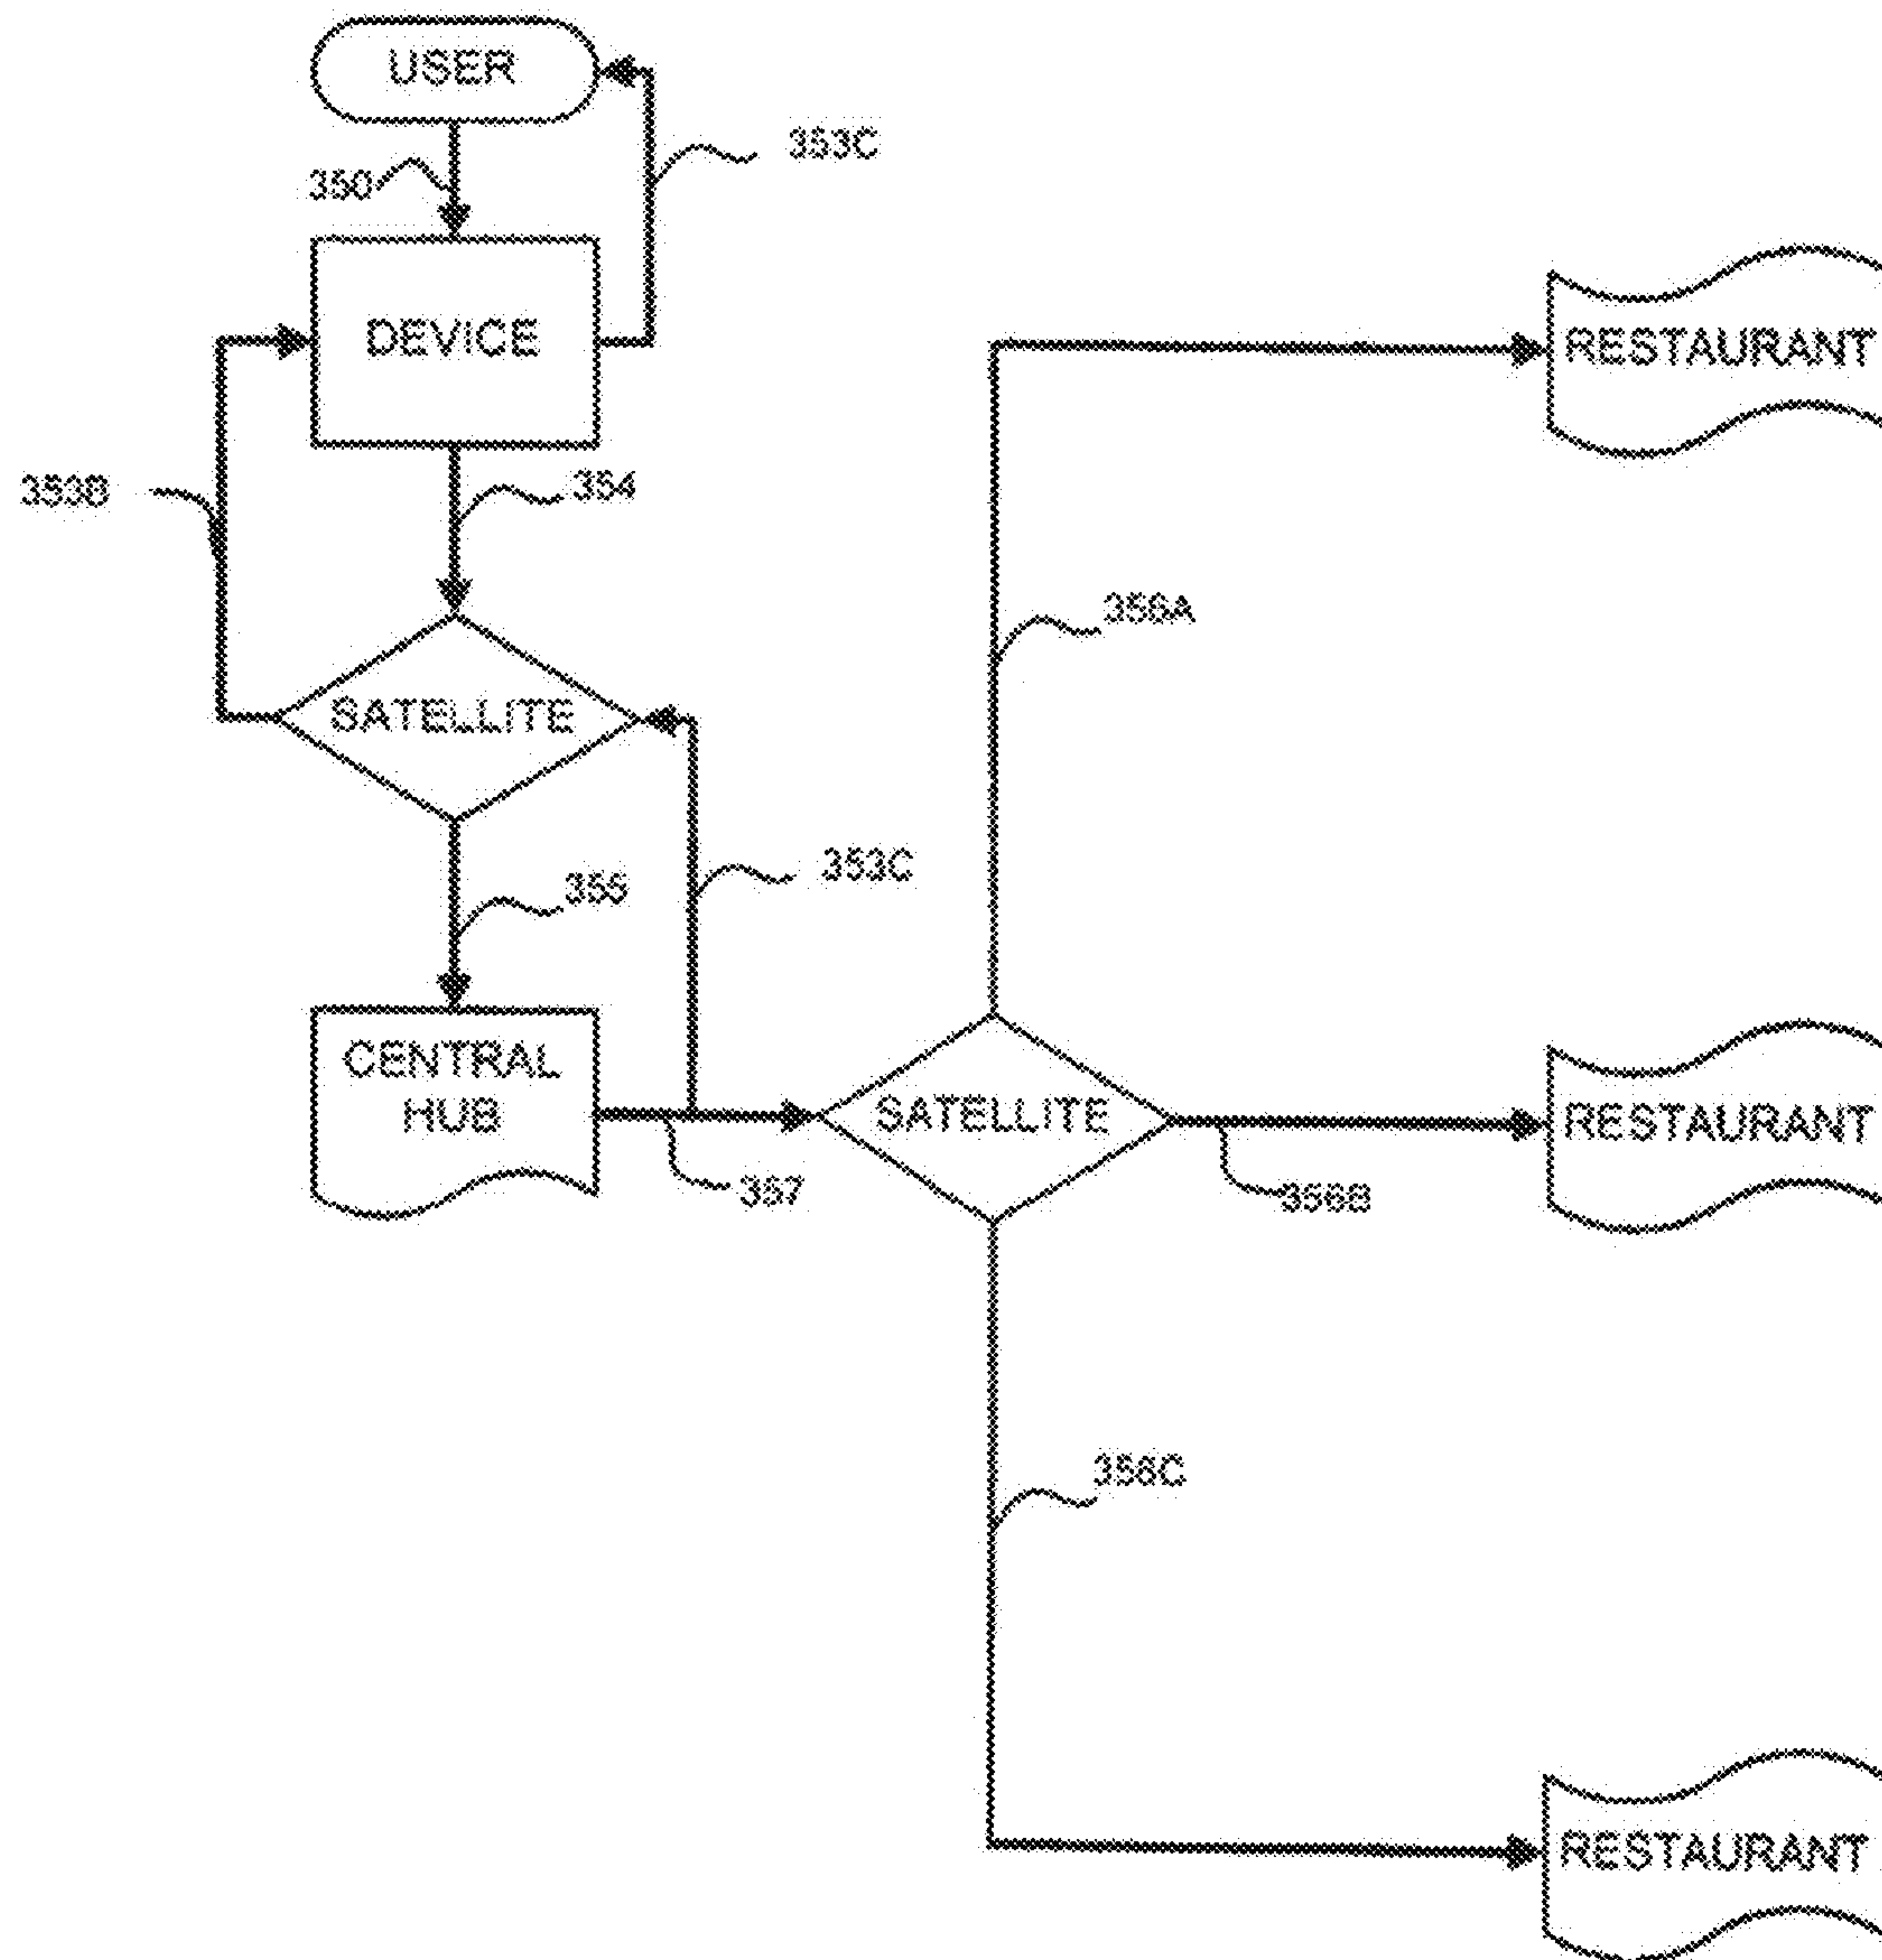 USER
353C
350
DEVICE
RESTAURANT
353B
354
356A
SATELLITE
353C
355
CENTRAL
HUB
SATELLITE
RESTAURANT
357
356B
356C
RESTAURANT